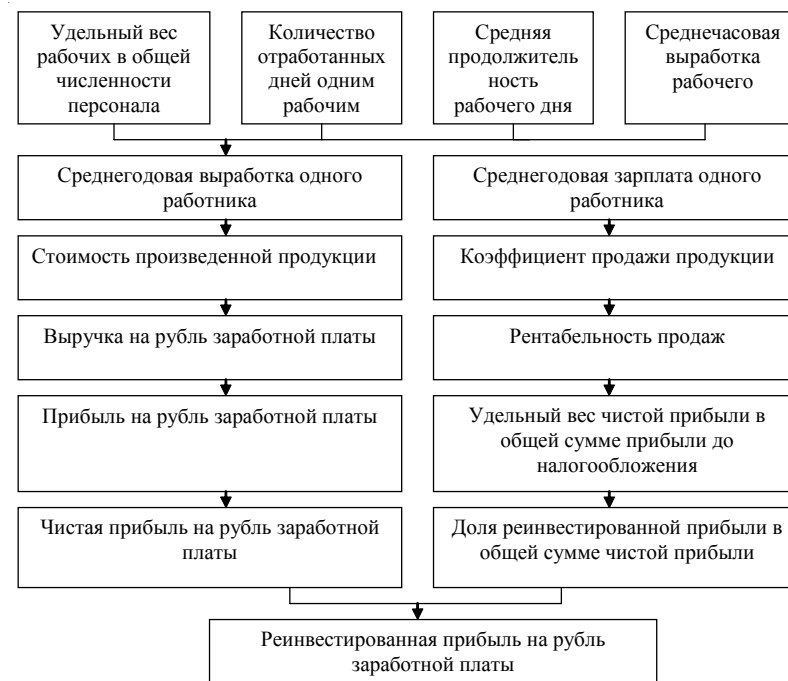 Удельный вес
рабочих в общей
численности
персонала
Количество
отработанных
дней одним
рабочим
Средняя
продолжитель
ность
рабочего дня
Среднечасовая
выработка
рабочего
Среднегодовая выработка одного
работника
Среднегодовая зарплата одного
работника
Стоимость произведенной продукции
Коэффициент продажи продукции
Выручка на рубль заработной платы
Рентабельность продаж
Прибыль на рубль заработной платы
Удельный вес чистой прибыли в
общей сумме прибыли до
налогообложения
Чистая прибыль на рубль заработной
платы
Доля реинвестированной прибыли в
общей сумме чистой прибыли
Реинвестированная прибыль на рубль
заработной платы